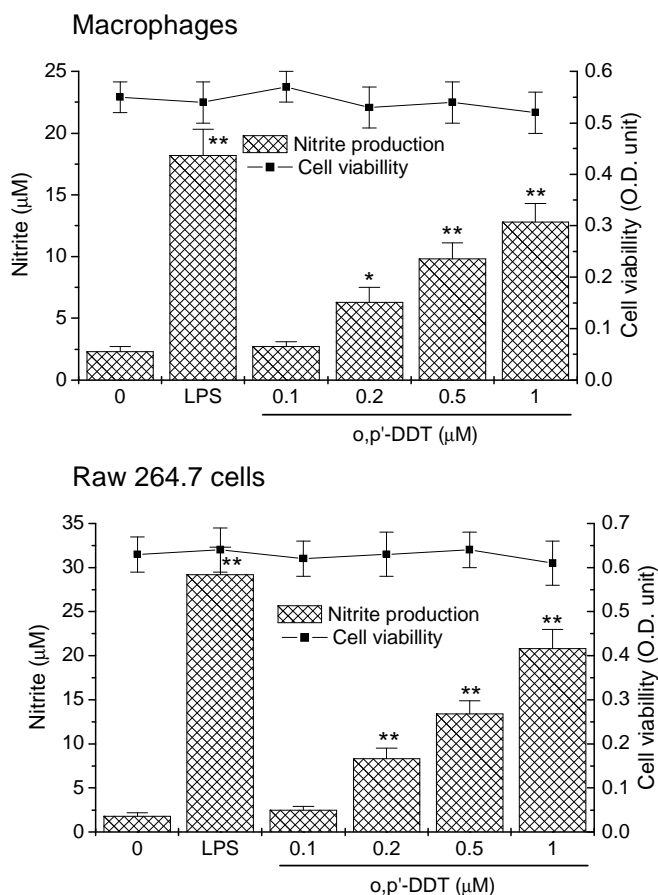 Macrophages
25
20
15
10
5
0
Nitrite (μM)
0.6
0.5
0.4
0.3
0.2
0.1
0.0
Cell viabillity (O.D. unit)
Nitrite production
Cell viabillity
**
*
**
**
0 LPS 0.1 0.2 0.5 1
o,p'-DDT (μM)
Raw 264.7 cells
35
30
25
20
15
10
5
0
Nitrite (μM)
0.7
0.6
0.5
0.4
0.3
0.2
0.1
0.0
Cell viabillity (O.D. unit)
Nitrite production
Cell viabillity
**
**
**
**
0 LPS 0.1 0.2 0.5 1
o,p'-DDT (μM)